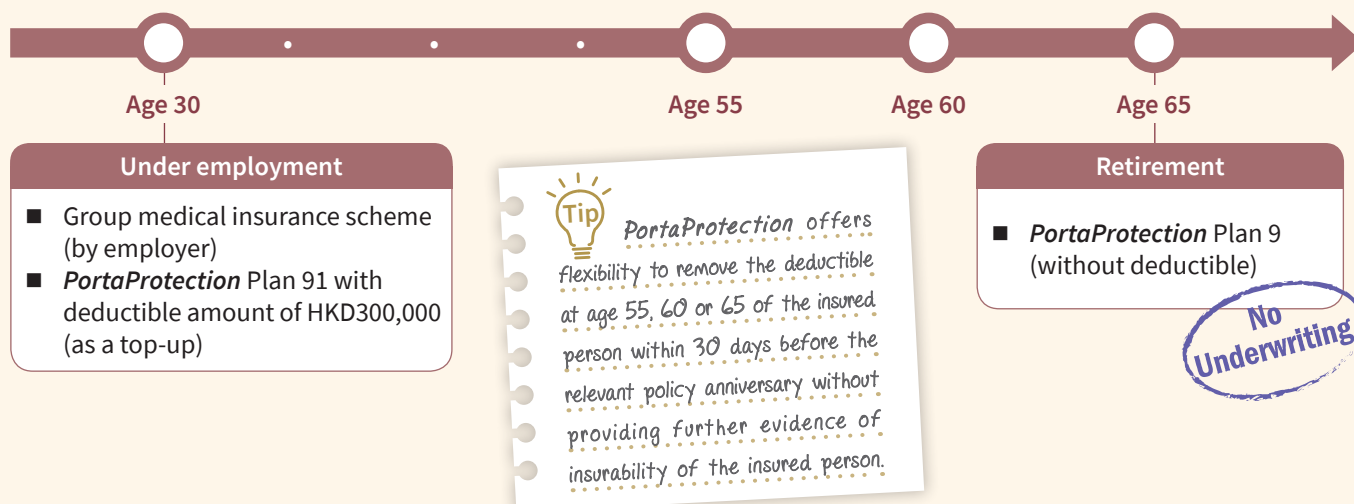 Age 30
Age 55
Age 60
Age 65
Under employment
■ Group medical insurance scheme
(by employer)
■ PortaProtection Plan 91 with
deductible amount of HKD300,000
(as a top-up)
Tip
PortaProtection offers
flexibility to remove the deductible
at age 55, 60 or 65 of the insured
person within 30 days before the
relevant policy anniversary without
providing further evidence of
insurability of the insured person.
Retirement
■ PortaProtection Plan 9
(without deductible)
No
Underwriting